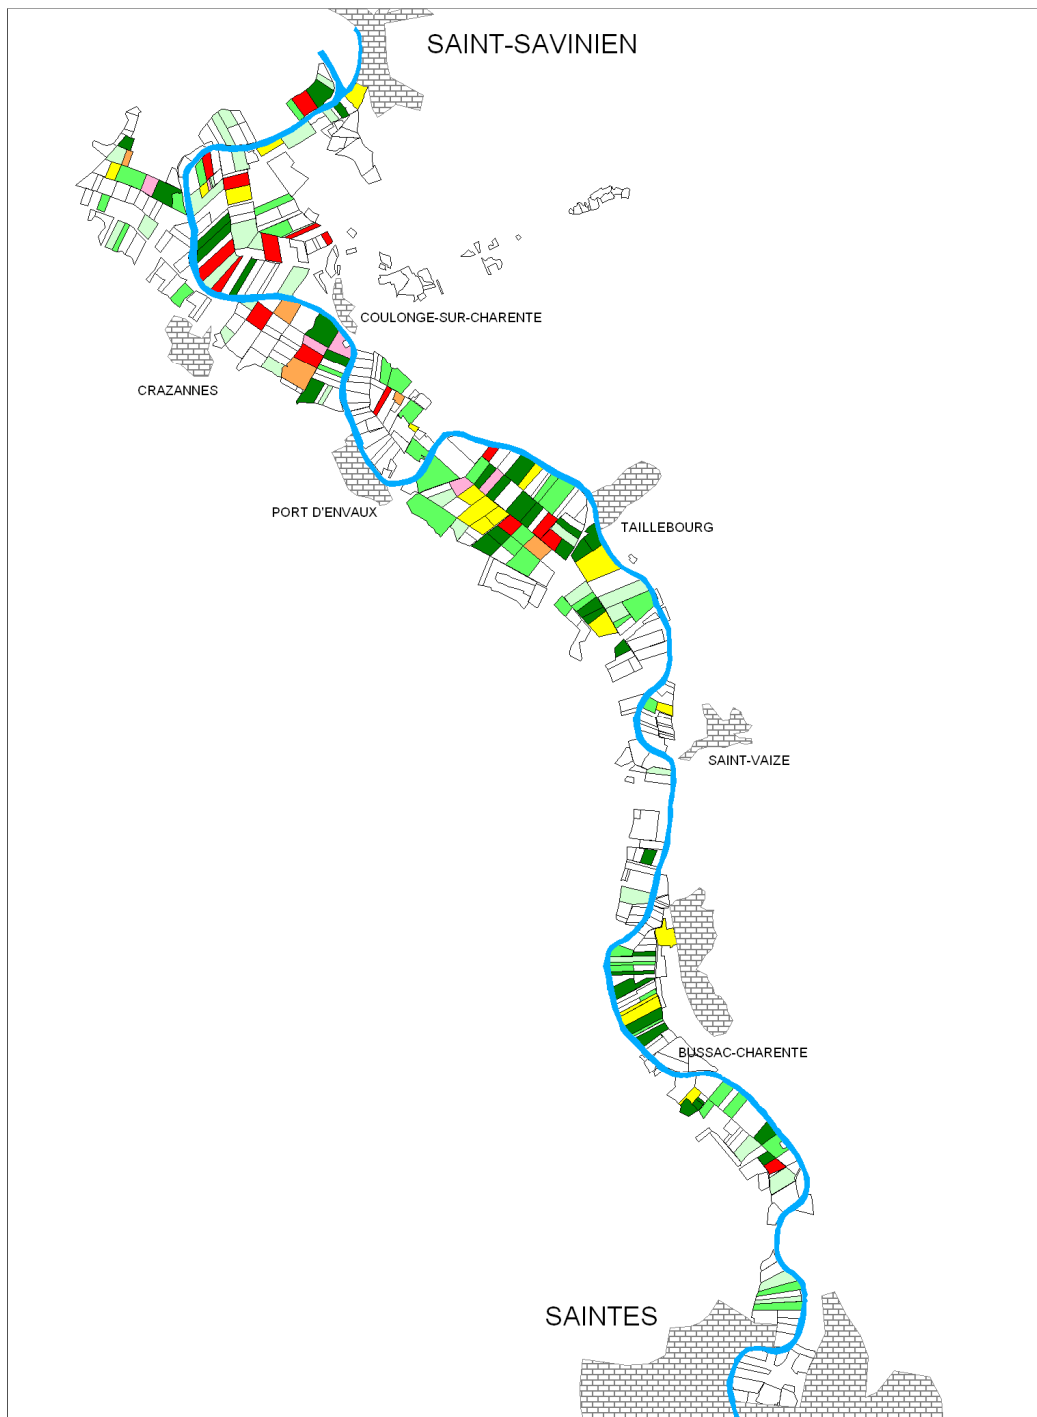 SAINT-SAVINIEN
COULONGE-SUR-CHARENTE
CRAZANNES
PORT D'ENVAUX
TAILLEBOURG
SAINT-VAIZE
BUSSAC-CHARENTE
SAINTES